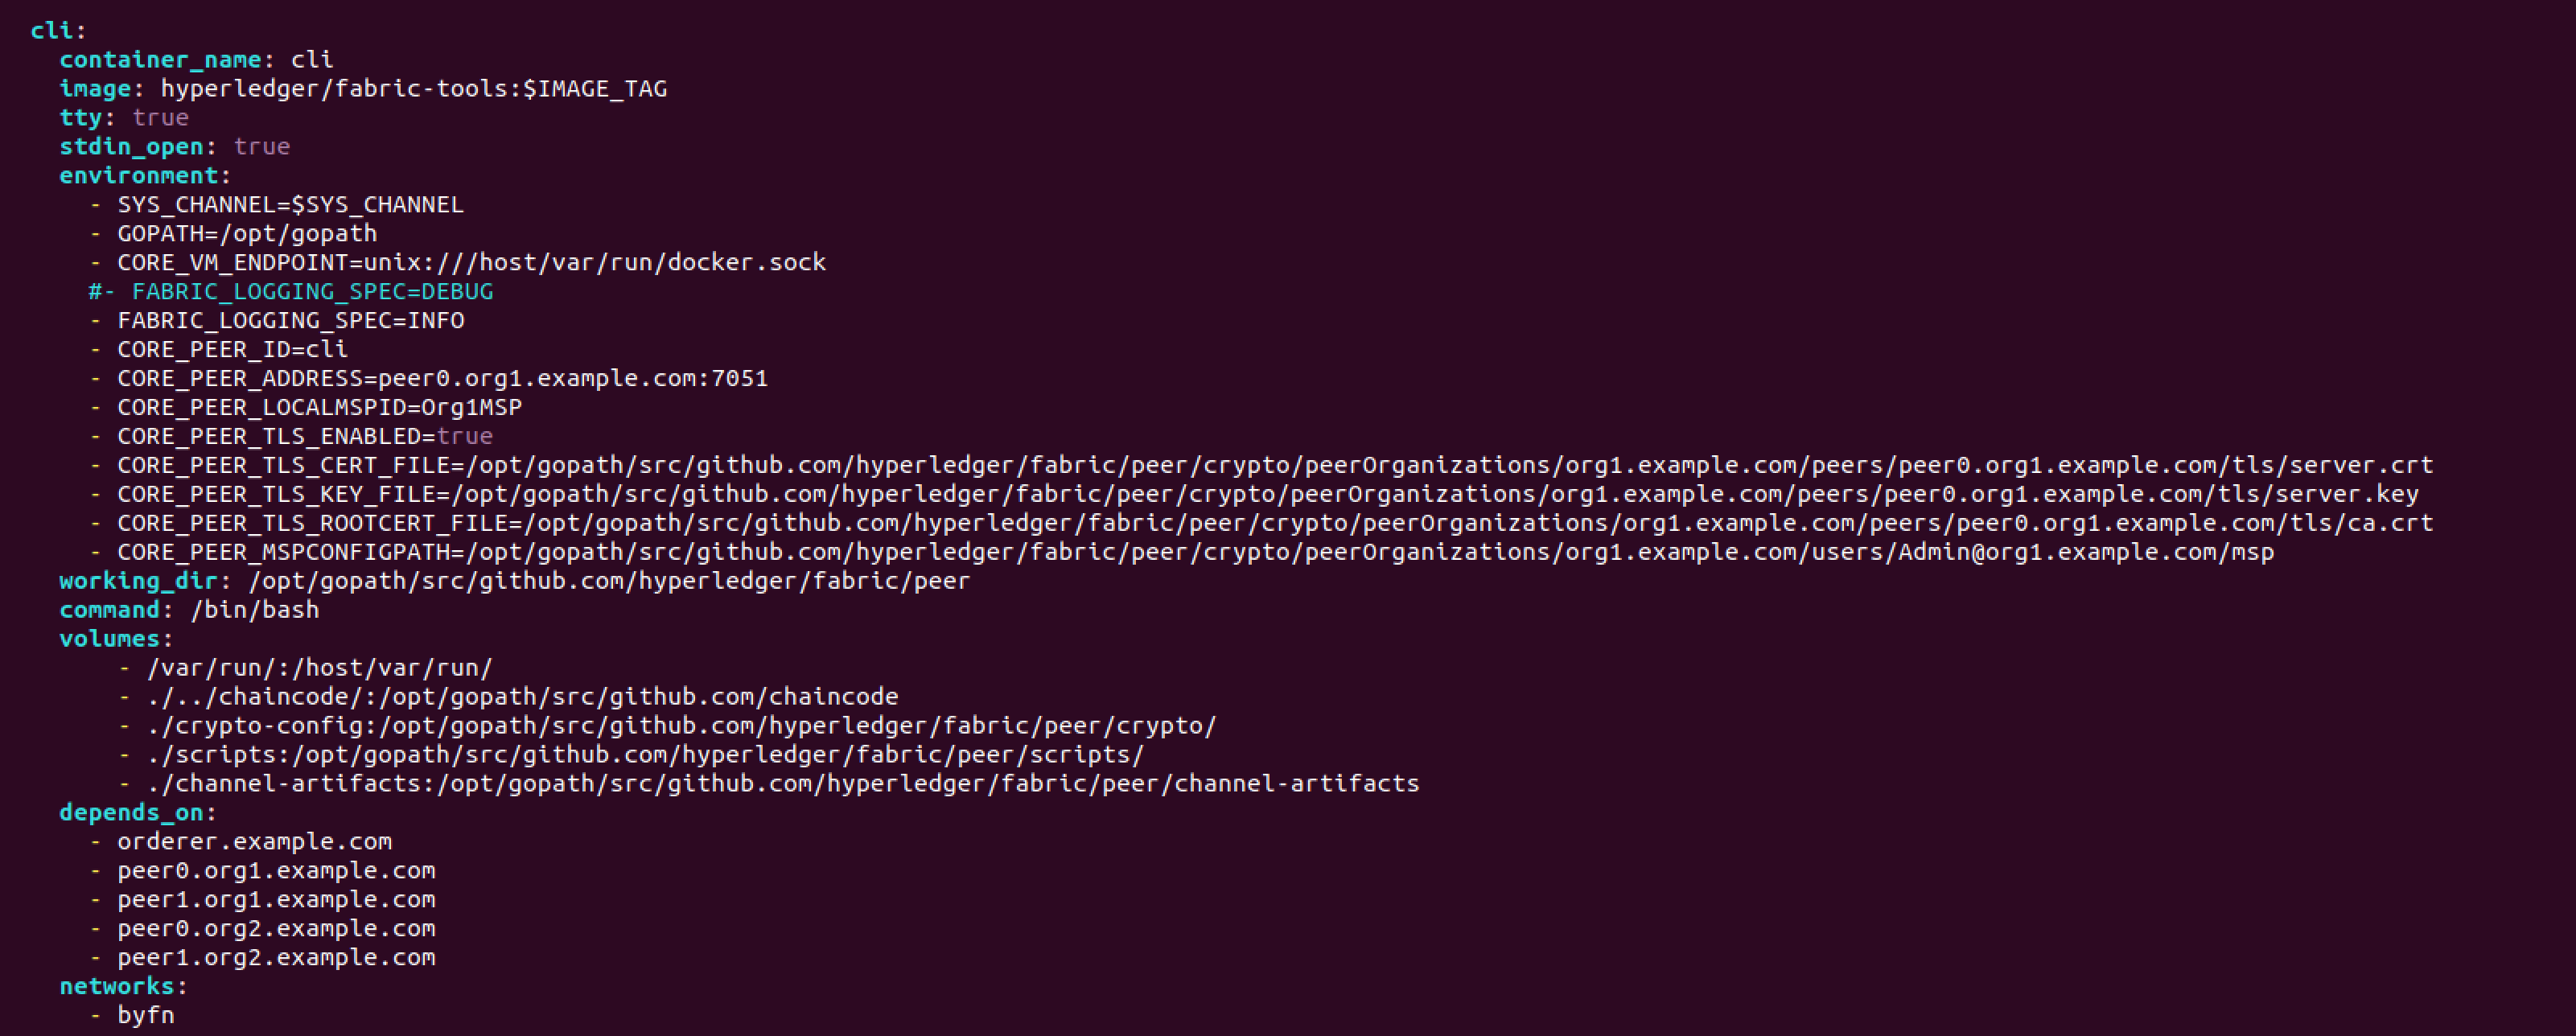 cli:
  container_name: cli
  image: hyperledger/fabric-tools:$IMAGE_TAG
  tty: true
  stdin_open: true
  environment:
    - SYS_CHANNEL=$SYS_CHANNEL
    - GOPATH=/opt/gopath
    - CORE_VM_ENDPOINT=unix:///host/var/run/docker.sock
    #- FABRIC_LOGGING_SPEC=DEBUG
    - FABRIC_LOGGING_SPEC=INFO
    - CORE_PEER_ID=cli
    - CORE_PEER_ADDRESS=peer0.org1.example.com:7051
    - CORE_PEER_LOCALMSPID=Org1MSP
    - CORE_PEER_TLS_ENABLED=true
    - CORE_PEER_TLS_CERT_FILE=/opt/gopath/src/github.com/hyperledger/fabric/peer/crypto/peerOrganizations/org1.example.com/peers/peer0.org1.example.com/tls/server.crt
    - CORE_PEER_TLS_KEY_FILE=/opt/gopath/src/github.com/hyperledger/fabric/peer/crypto/peerOrganizations/org1.example.com/peers/peer0.org1.example.com/tls/server.key
    - CORE_PEER_TLS_ROOTCERT_FILE=/opt/gopath/src/github.com/hyperledger/fabric/peer/crypto/peerOrganizations/org1.example.com/peers/peer0.org1.example.com/tls/ca.crt
    - CORE_PEER_MSPCONFIGPATH=/opt/gopath/src/github.com/hyperledger/fabric/peer/crypto/peerOrganizations/org1.example.com/users/Admin@org1.example.com/msp
  working_dir: /opt/gopath/src/github.com/hyperledger/fabric/peer
  command: /bin/bash
  volumes:
      - /var/run/:/host/var/run/
      - ./../chaincode/:/opt/gopath/src/github.com/chaincode
      - ./crypto-config:/opt/gopath/src/github.com/hyperledger/fabric/peer/crypto/
      - ./scripts:/opt/gopath/src/github.com/hyperledger/fabric/peer/scripts/
      - ./channel-artifacts:/opt/gopath/src/github.com/hyperledger/fabric/peer/channel-artifacts
  depends_on:
    - orderer.example.com
    - peer0.org1.example.com
    - peer1.org1.example.com
    - peer0.org2.example.com
    - peer1.org2.example.com
  networks:
    - byfn